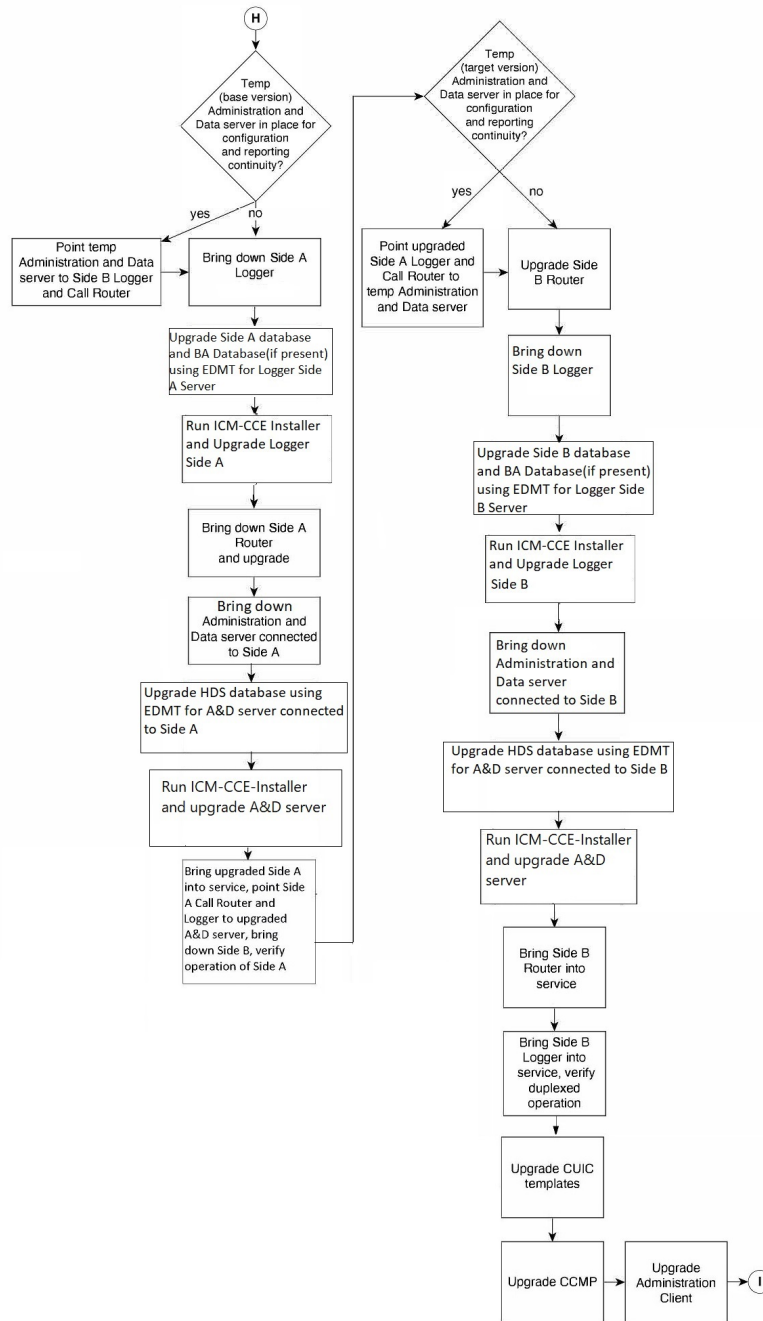 H
Temp
(base version)
Administration and
Data server in place for
configuration
and reporting
continuity?
yes
no
Point temp
Administration and Data
server to Side B Logger
and Call Router
Bring down Side A
Logger
Upgrade Side A database
and BA Database(if present)
using EDMT for Logger Side
A Server
Run ICM-CCE Installer
and Upgrade Logger
Side A
Bring down Side A
Router
and upgrade
Bring down
Administration and
Data server connected
to Side A
Upgrade HDS database using
EDMT for A&D server connected
to Side A
Run ICM-CCE-Installer
and upgrade A&D server
Bring upgraded Side A
into service, point Side
A Call Router and
Logger to upgraded
A&D server, bring
down Side B, verify
operation of Side A
Temp
(target version)
Administration and
Data server in place for
configuration
and reporting
continuity?
yes
no
Point upgraded
Side A Logger and
Call Router to
temp Administration
and Data server
Upgrade Side
B Router
Bring down
Side B Logger
Upgrade Side B database
and BA Database(if present)
using EDMT for Logger Side
B Server
Run ICM-CCE Installer
and Upgrade Logger
Side B
Bring down
Administration and
Data server
connected to Side B
Upgrade HDS database using EDMT
for A&D server connected to Side B
Run ICM-CCE-Installer
and upgrade A&D
server
Bring Side B
Router into
service
Bring Side B
Logger into
service, verify
duplexed
operation
Upgrade CUIC
templates
Upgrade CCMP
Upgrade
Administration
Client
I